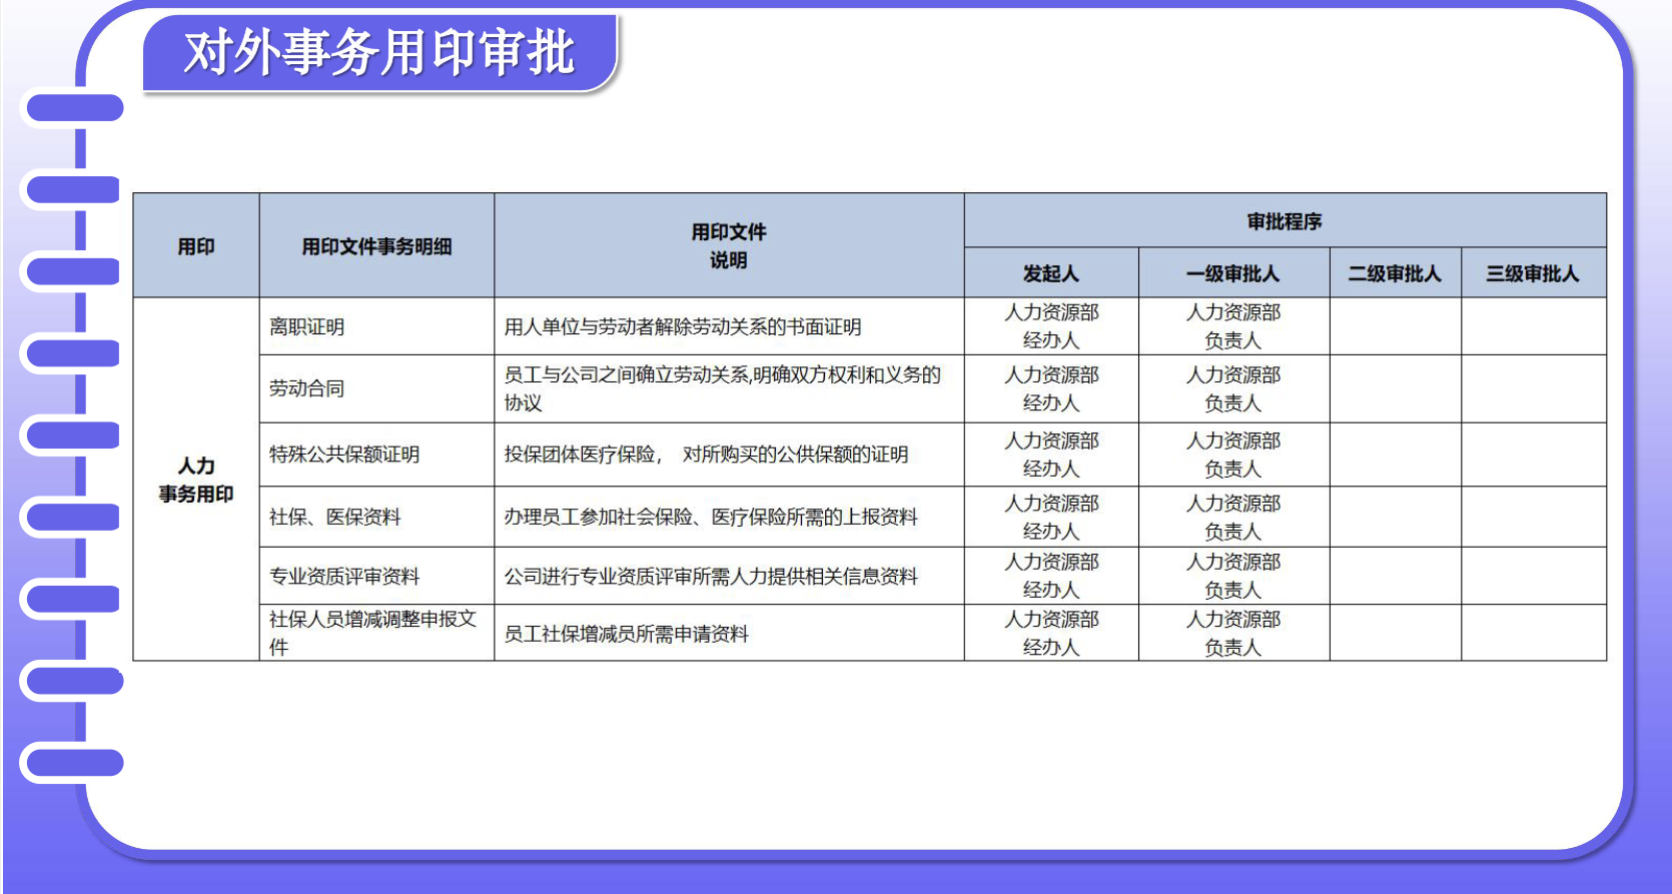 对外事务用印审批
用印
用印文件事务明细
用印文件
说明
审批程序
发起人
一级审批人
二级审批人
三级审批人
人力
事务用印
离职证明
用人单位与劳动者解除劳动关系的书面证明
人力资源部
经办人
人力资源部
负责人
劳动合同
员工与公司之间确立劳动关系,明确双方权利和义务的
协议
人力资源部
经办人
人力资源部
负责人
特殊公共保额证明
投保团体医疗保险， 对所购买的公供保额的证明
人力资源部
经办人
人力资源部
负责人
社保、医保资料
办理员工参加社会保险、医疗保险所需的上报资料
人力资源部
经办人
人力资源部
负责人
专业资质评审资料
公司进行专业资质评审所需人力提供相关信息资料
人力资源部
经办人
人力资源部
负责人
社保人员增减调整申报文
件
员工社保增减员所需申请资料
人力资源部
经办人
人力资源部
负责人